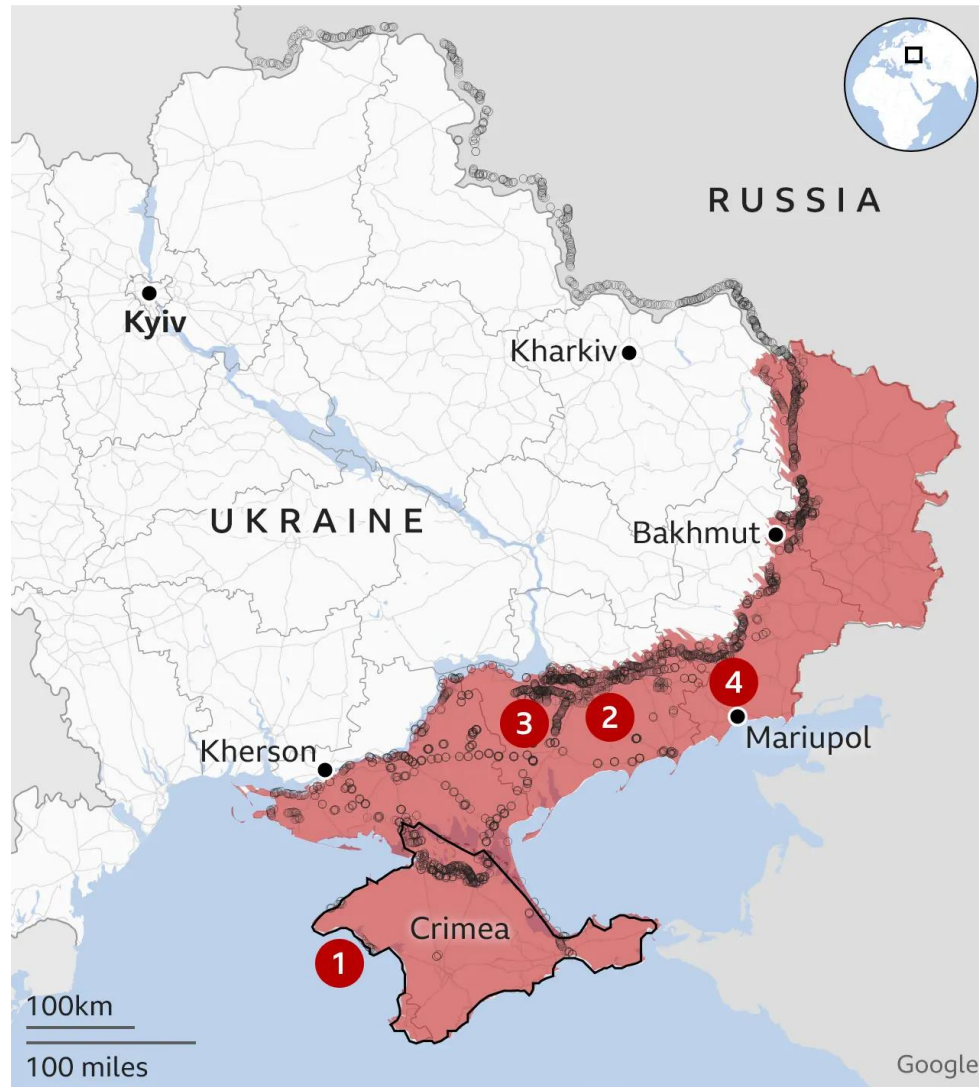 RUSSIA
Kyiv
Kharkiv
UKRAINE
Bakhmut
4
3
2
Mariupol
Kherson
Crimea
1
100km
100 miles
Google